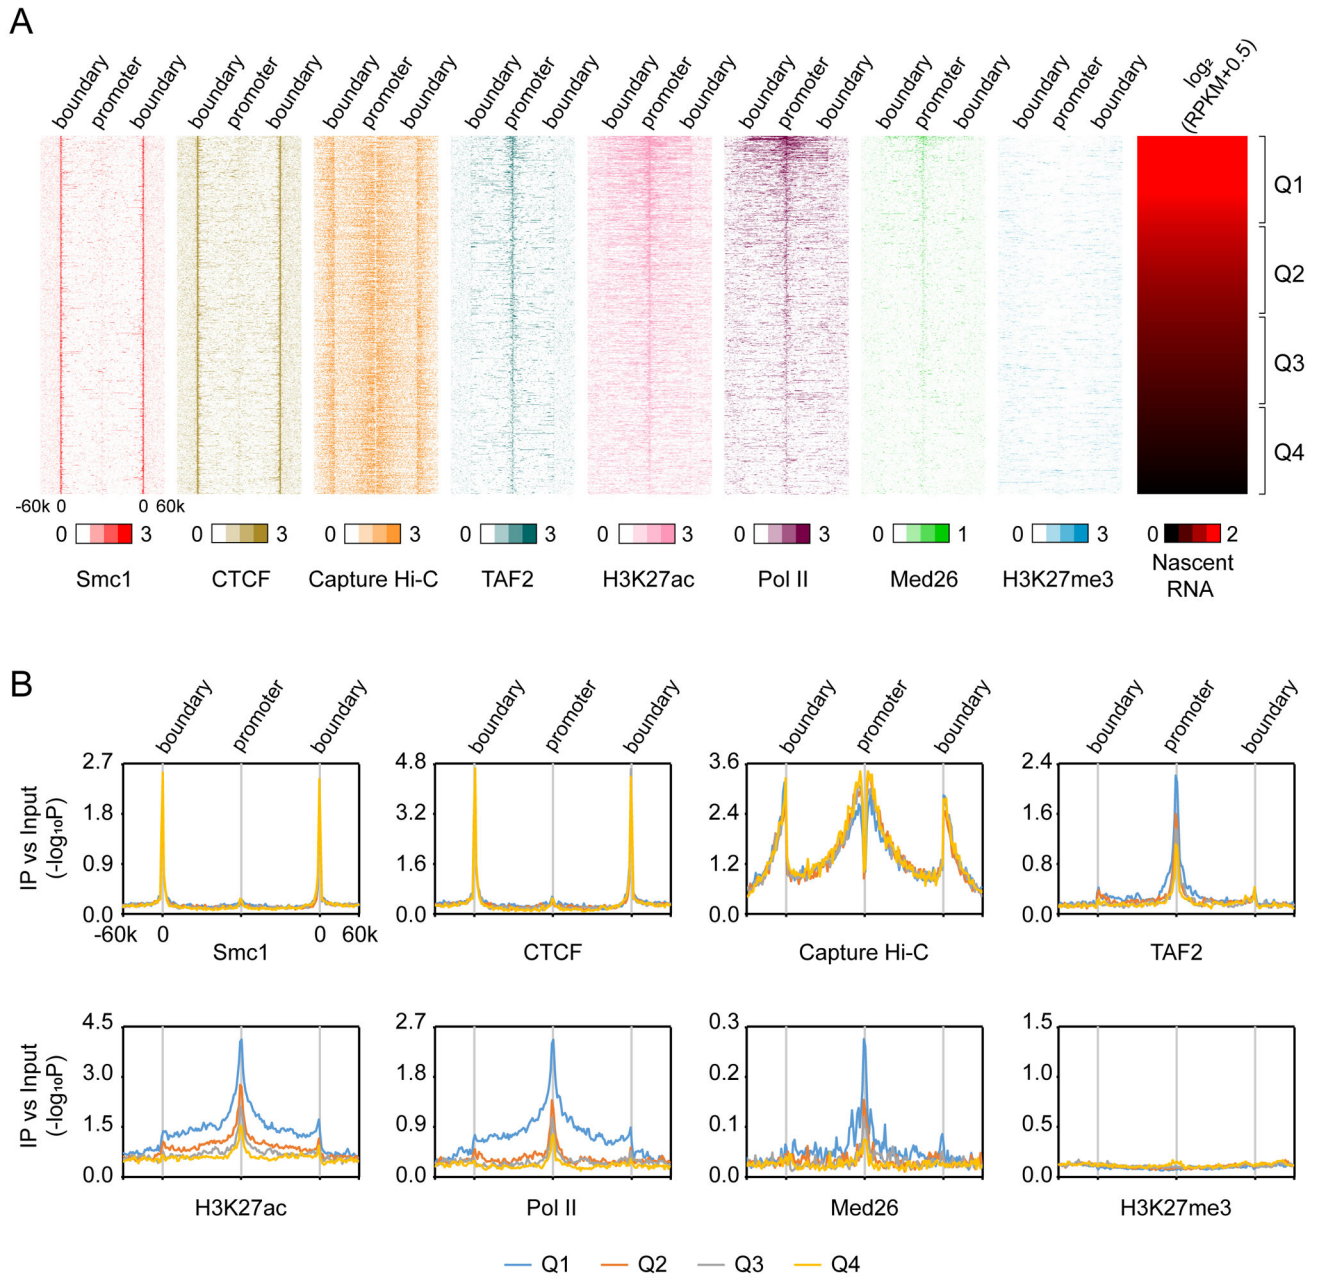 A
boundary promoter boundary boundary promoter boundary boundary promoter boundary boundary promoter boundary boundary promoter boundary boundary promoter boundary boundary promoter boundary boundary promoter boundary log₂ (RPKM+0.5)
Q1
Q2
Q3
Q4
-60k 0 0 60k
0 3 0 3 0 3 0 3 0 3 0 3 0 1 0 3 0 2
Smc1 CTCF Capture Hi-C TAF2 H3K27ac Pol II Med26 H3K27me3 Nascent RNA
B
boundary promoter boundary boundary promoter boundary boundary promoter boundary boundary promoter boundary
IP vs Input (-log₁₀P)
2.7 4.8 3.6 2.4
1.8 3.2 2.4 1.6
0.9 1.6 1.2 0.8
0.0 0.0 0.0 0.0
-60k 0 0 60k
Smc1 CTCF Capture Hi-C TAF2
IP vs Input (-log₁₀P)
4.5 2.7 0.3 1.5
3.0 1.8 0.2 1.0
1.5 0.9 0.1 0.5
0.0 0.0 0.0 0.0
H3K27ac Pol II Med26 H3K27me3
Q1 Q2 Q3 Q4